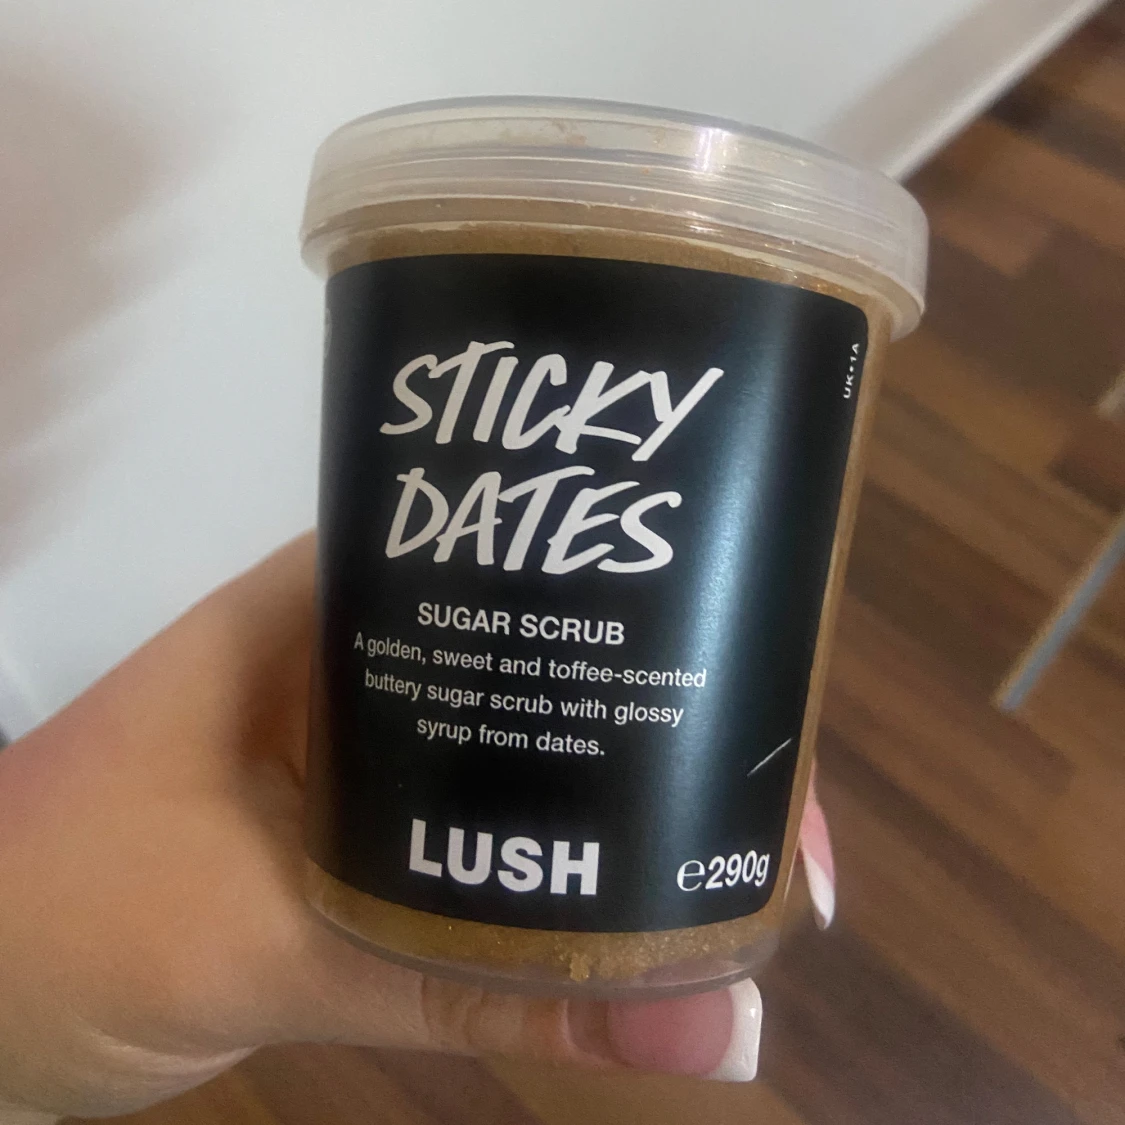 STICKY
DATES
SUGAR SCRUB
A golden, sweet and toffee-scented
buttery sugar scrub with glossy
syrup from dates.
LUSH
℮290g
UK•1A